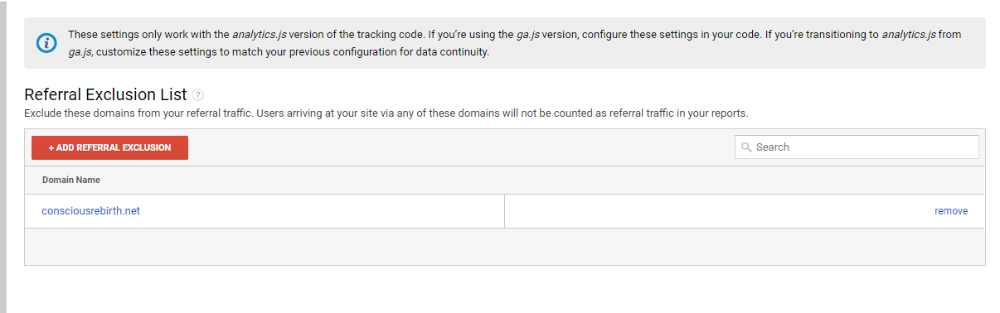 These settings only work with the analytics.js version of the tracking code. If you're using the ga.js version, configure these settings in your code. If you're transitioning to analytics.js from
ga.js, customize these settings to match your previous configuration for data continuity.
Referral Exclusion List ?
Exclude these domains from your referral traffic. Users arriving at your site via any of these domains will not be counted as referral traffic in your reports.
+ ADD REFERRAL EXCLUSION
Search
Domain Name
consciousrebirth.net
remove